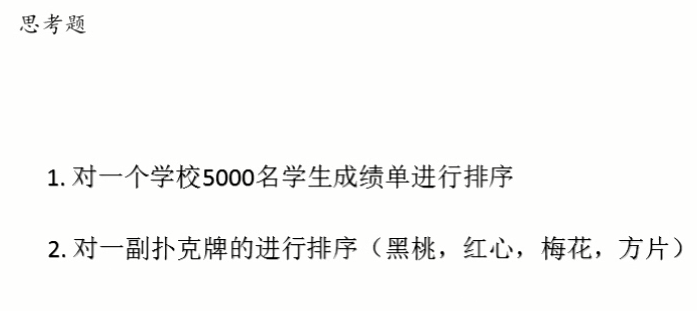 思考题
1. 对一个学校5000名学生成绩单进行排序
2. 对一副扑克牌的进行排序（黑桃，红心，梅花，方片）